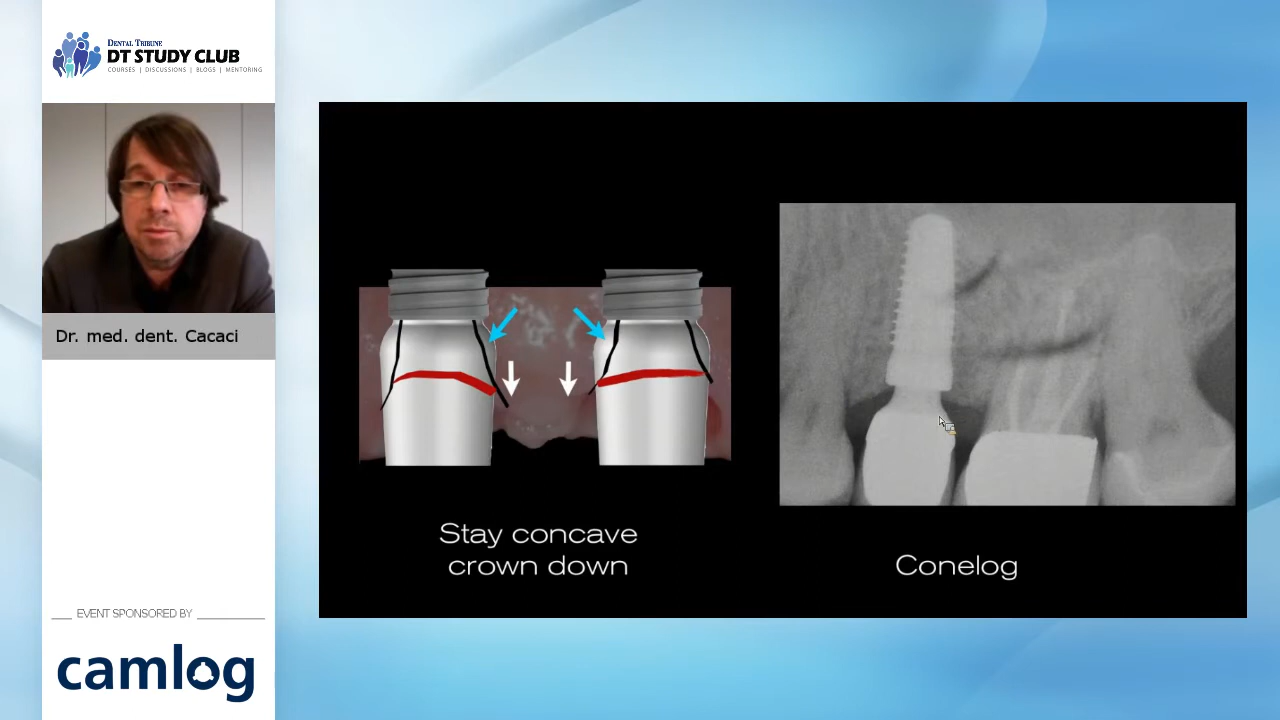 DENTAL TRIBUNE
DT STUDY CLUB
COURSES | DISCUSSIONS | BLOGS | MENTORING
Dr. med. dent. Cacaci
EVENT SPONSORED BY
camlog
Stay concave
crown down
Conelog